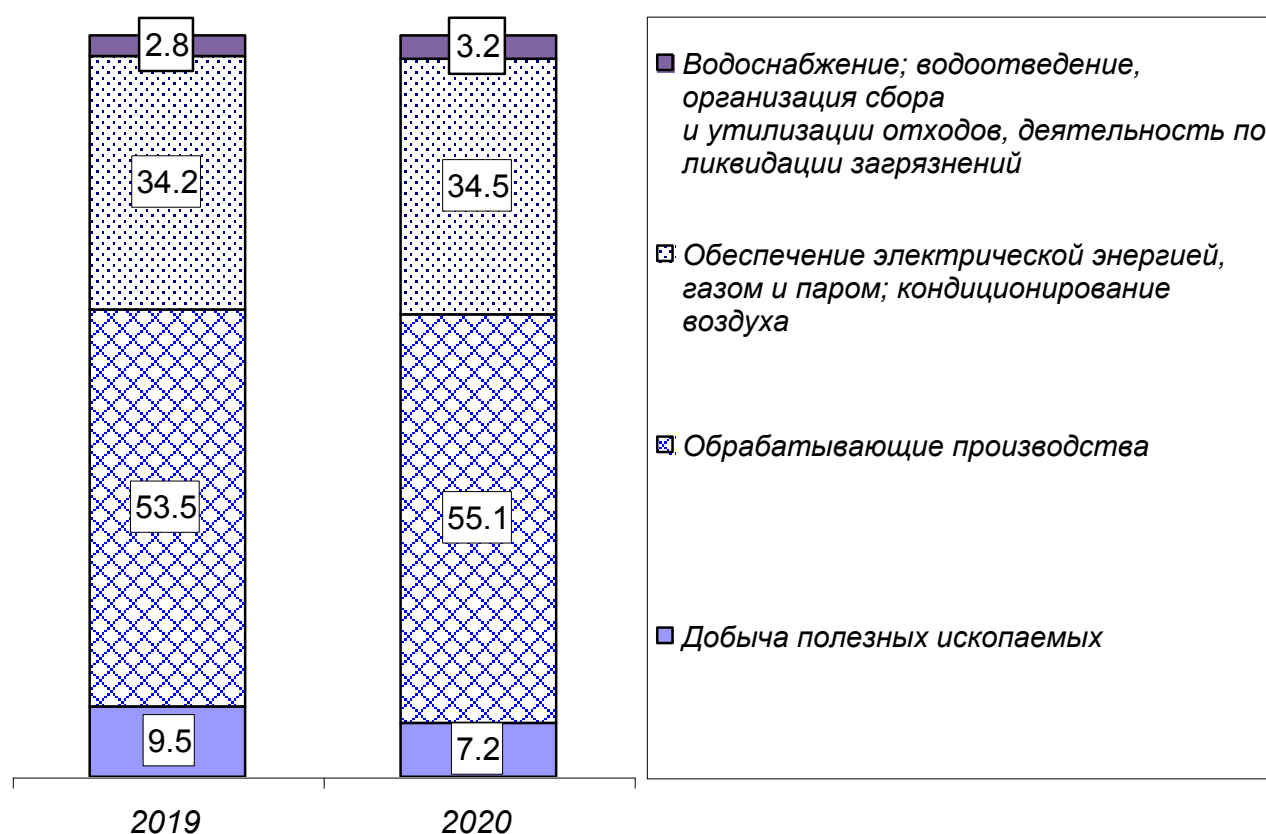 2.8
3.2
34.2
34.5
53.5
55.1
9.5
7.2
2019
2020
Водоснабжение; водоотведение,
организация сбора
и утилизации отходов, деятельность по
ликвидации загрязнений
Обеспечение электрической энергией,
газом и паром; кондиционирование
воздуха
Обрабатывающие производства
Добыча полезных ископаемых